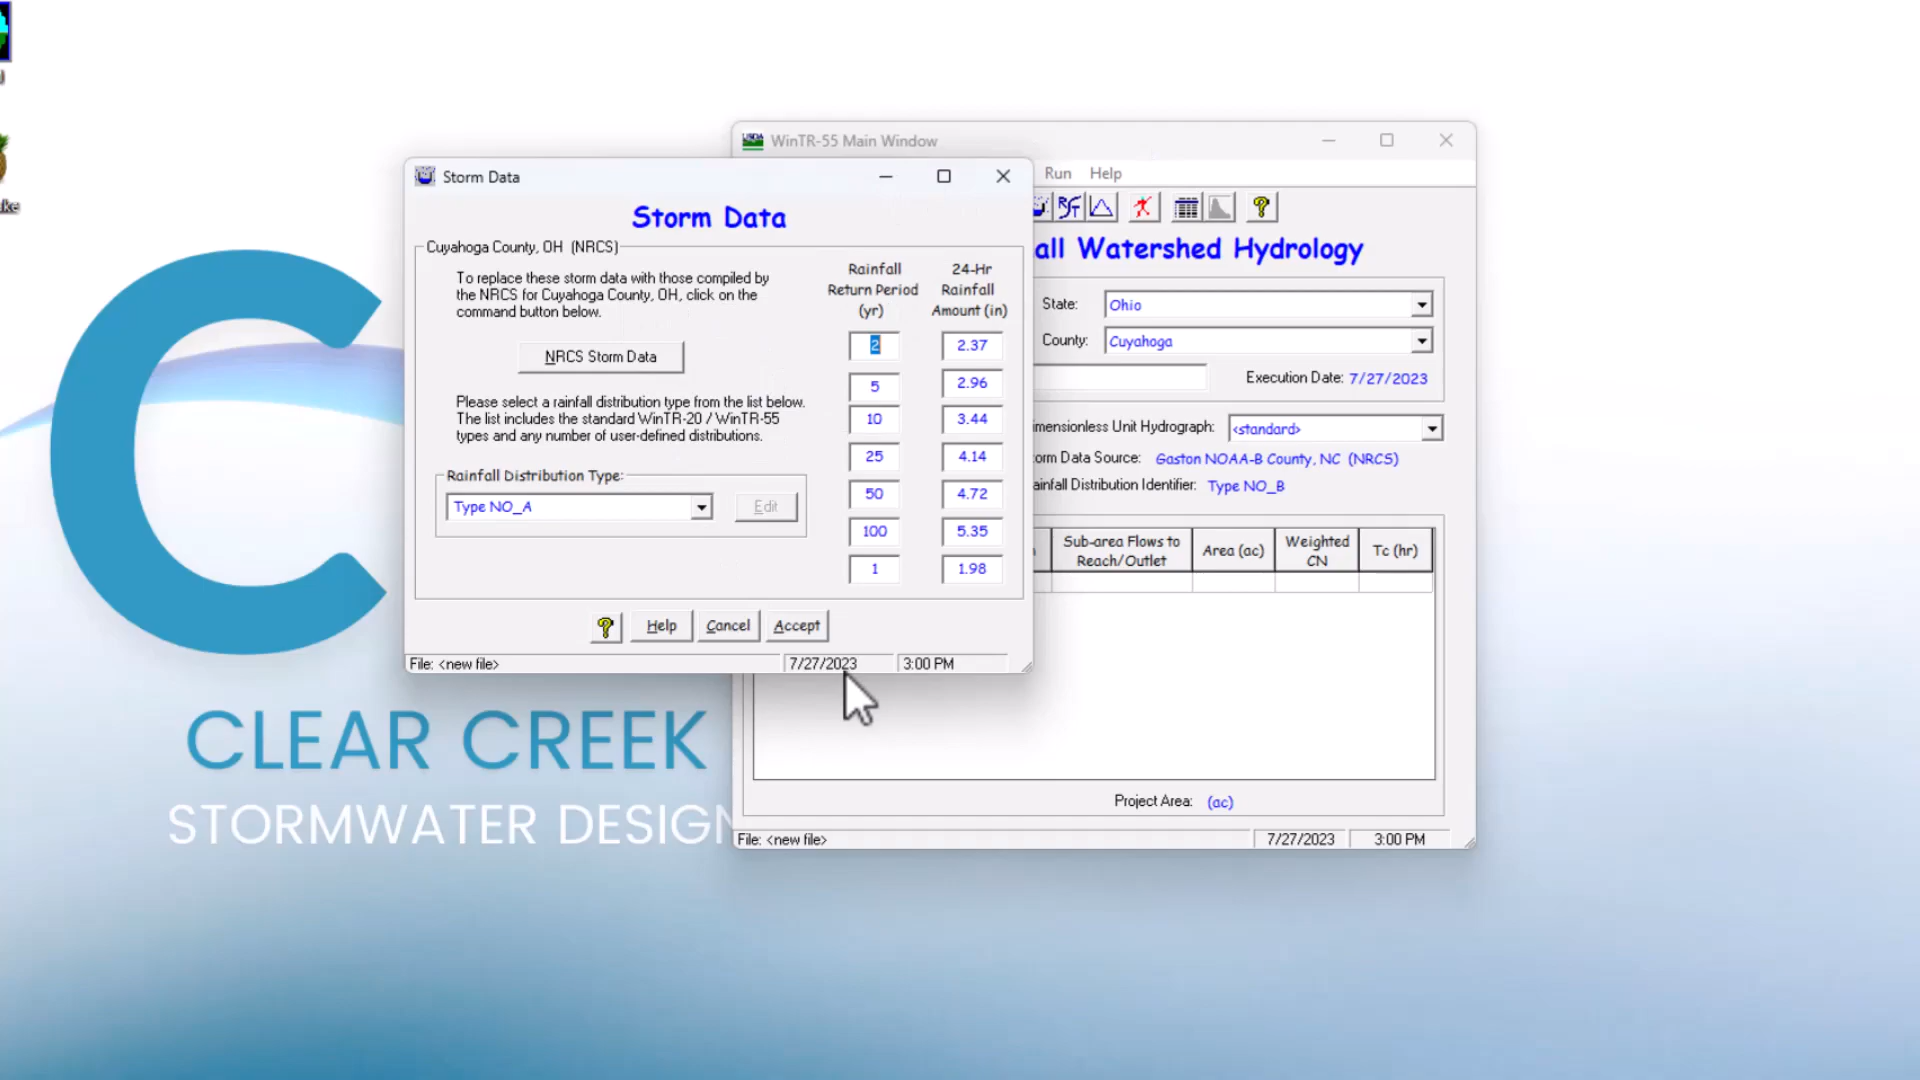 WinTR-55 Main Window
Run Help
all Watershed Hydrology
State: Ohio
County: Cuyahoga
Execution Date: 7/27/2023
imensionless Unit Hydrograph: <standard>
orm Data Source: Gaston NOAA-B County, NC (NRCS)
ainfall Distribution Identifier: Type NO_B
Sub-area Flows to Reach/Outlet Area (ac) Weighted CN Tc (hr)
Project Area: (ac)
File: <new file> 7/27/2023 3:00 PM
Storm Data
Storm Data
Cuyahoga County, OH (NRCS)
To replace these storm data with those compiled by
the NRCS for Cuyahoga County, OH, click on the
command button below.
NRCS Storm Data
Please select a rainfall distribution type from the list below.
The list includes the standard WinTR-20 / WinTR-55
types and any number of user-defined distributions.
Rainfall Distribution Type:
Type NO_A Edit
Rainfall Return Period (yr)
24-Hr Rainfall Amount (in)
2 2.37
5 2.96
10 3.44
25 4.14
50 4.72
100 5.35
1 1.98
? Help Cancel Accept
File: <new file> 7/27/2023 3:00 PM
CLEAR CREEK
STORMWATER DESIGN